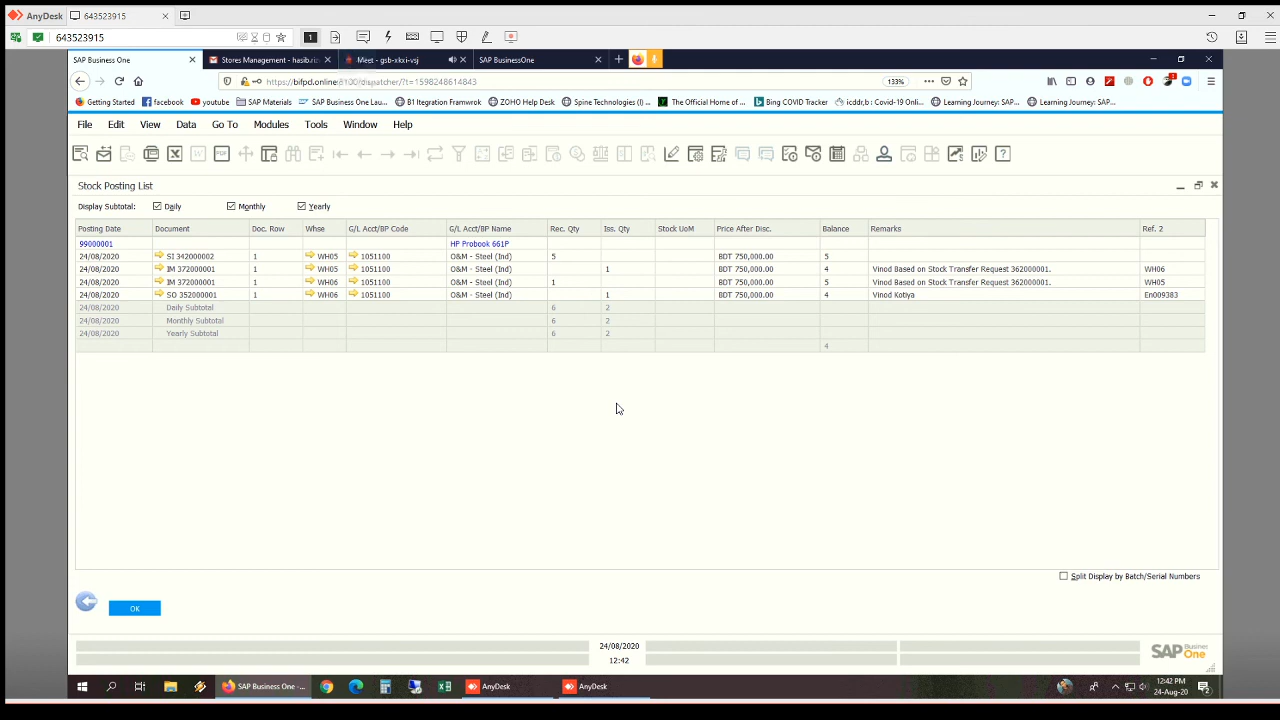 AnyDesk 643523915
643523915 1
SAP Business One Stores Management - hasib.ris Meet - gsb-xkxi-vsj SAP BusinessOne
https://bifpd.online:8100/dispatcher/?t=1598248614843 133%
Getting Started facebook youtube SAP Materials SAP Business One Lau... B1 Itegration Framwrok ZOHO Help Desk Spine Technologies (I) ... The Official Home of ... Bing COVID Tracker icddr,b : Covid-19 Onli... Learning Journey: SAP... Learning Journey: SAP...
File Edit View Data Go To Modules Tools Window Help
Stock Posting List
Display Subtotal: Daily Monthly Yearly
Posting Date Document Doc. Row Whse G/L Acct/BP Code G/L Acct/BP Name Rec. Qty Iss. Qty Stock UoM Price After Disc. Balance Remarks Ref. 2
99000001 HP Probook 661P
24/08/2020 SI 342000002 1 WH05 1051100 O&M - Steel (Ind) 5 BDT 750,000.00 5
24/08/2020 IM 372000001 1 WH05 1051100 O&M - Steel (Ind) 1 BDT 750,000.00 4 Vinod Based on Stock Transfer Request 362000001. WH06
24/08/2020 IM 372000001 1 WH06 1051100 O&M - Steel (Ind) 1 BDT 750,000.00 5 Vinod Based on Stock Transfer Request 362000001. WH05
24/08/2020 SO 352000001 1 WH06 1051100 O&M - Steel (Ind) 1 BDT 750,000.00 4 Vinod Kotiya En009383
24/08/2020 Daily Subtotal 6 2
24/08/2020 Monthly Subtotal 6 2
24/08/2020 Yearly Subtotal 6 2
4
Split Display by Batch/Serial Numbers
OK
24/08/2020
12:42
SAP Business One
SAP Business One -... AnyDesk AnyDesk 12:42 PM
24-Aug-20 2